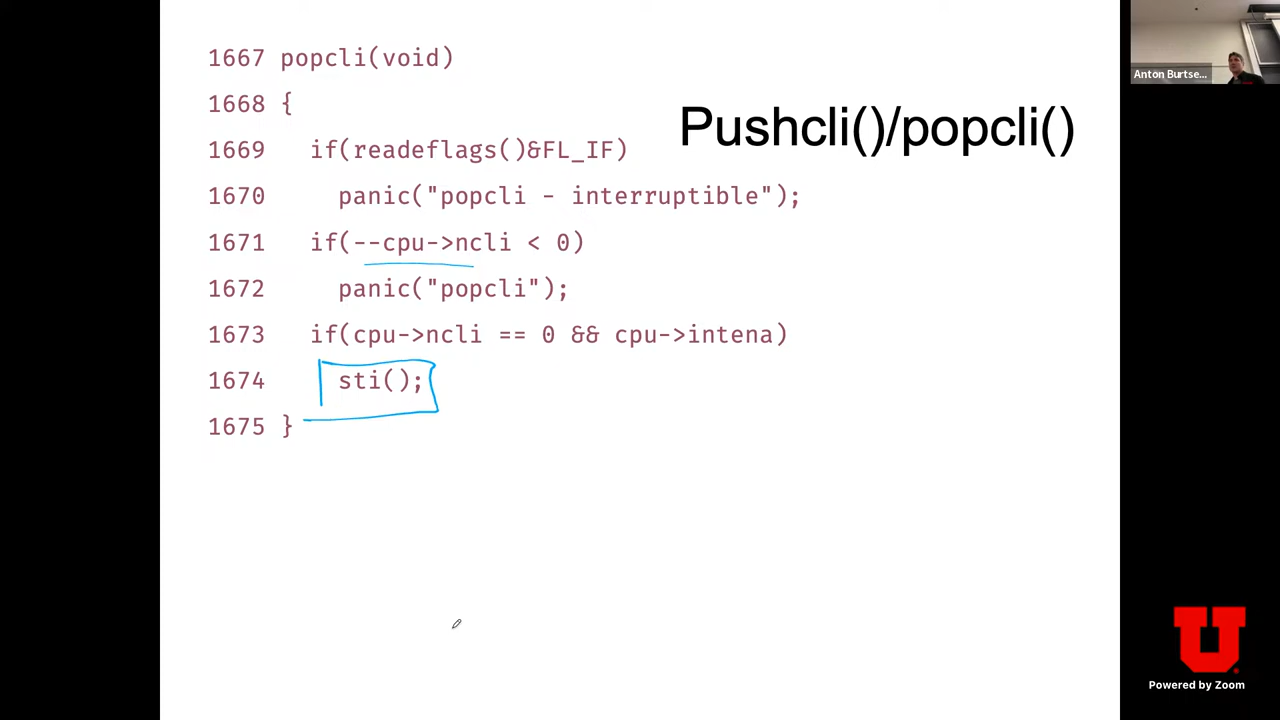 1667 popcli(void)
1668 {
1669   if(readeflags()&FL_IF)
Pushcli()/popcli()
1670     panic("popcli - interruptible");
1671   if(--cpu->ncli < 0)
1672     panic("popcli");
1673   if(cpu->ncli == 0 && cpu->intena)
1674     sti();
1675 }
Anton Burtse...
U
Powered by Zoom